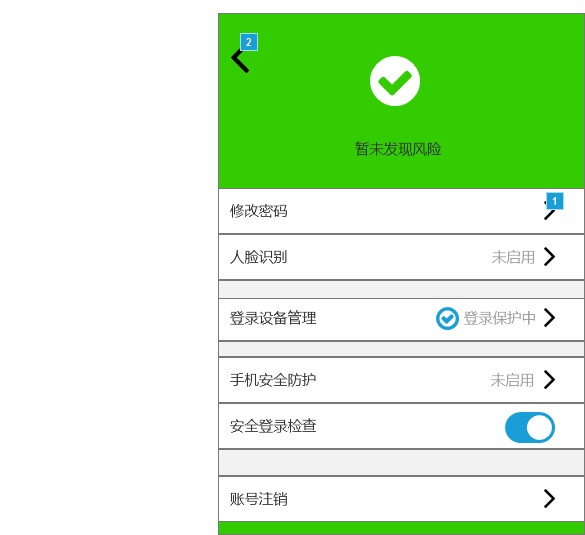 2
暂未发现风险
修改密码 1
人脸识别 未启用
登录设备管理 登录保护中
手机安全防护 未启用
安全登录检查
账号注销